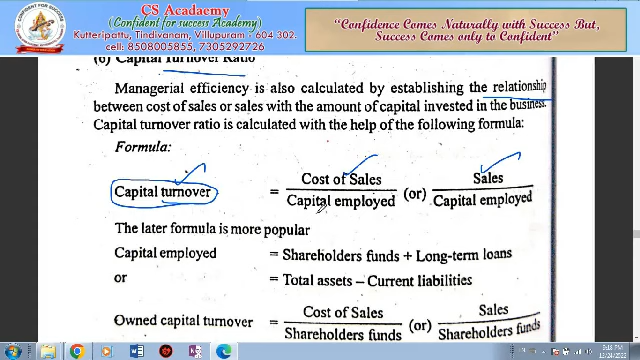 CS Acadaemy
(Confident for success Academy)
Kutteripattu, Tindivanam, Villupuram - 604 302.
cell: 8508005855, 7305292726
"Confidence Comes Naturally with Success But,
Success Comes only to Confident"
(6) Capital Turnover Ratio
Managerial efficiency is also calculated by establishing the relationship
between cost of sales or sales with the amount of capital invested in the business.
Capital turnover ratio is calculated with the help of the following formula:
Formula:
Capital turnover = Cost of Sales / Capital employed (or) Sales / Capital employed
The later formula is more popular
Capital employed = Shareholders funds + Long-term loans
or = Total assets − Current liabilities
Owned capital turnover = Cost of Sales / Shareholders funds (or) Sales / Shareholders funds